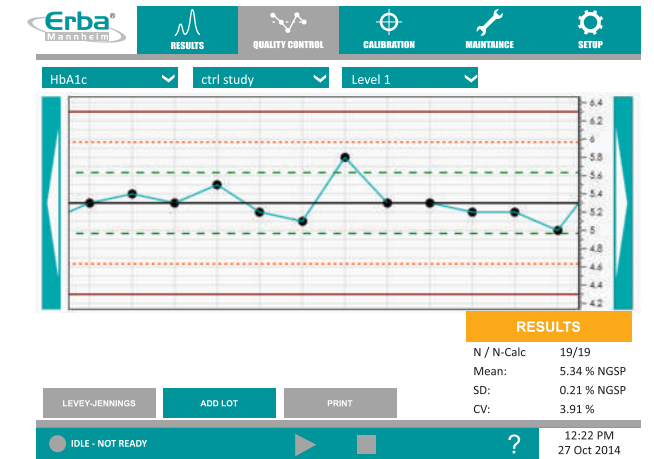 Erba®
Mannheim
RESULTS
QUALITY CONTROL
CALIBRATION
MAINTAINCE
SETUP
HbA1c
ctrl study
Level 1
6.4
6.2
6
5.8
5.6
5.4
5.2
5
4.8
4.6
4.4
4.2
RESULTS
N / N-Calc 19/19
Mean: 5.34 % NGSP
SD: 0.21 % NGSP
CV: 3.91 %
LEVEY-JENNINGS
ADD LOT
PRINT
IDLE - NOT READY
?
12:22 PM
27 Oct 2014